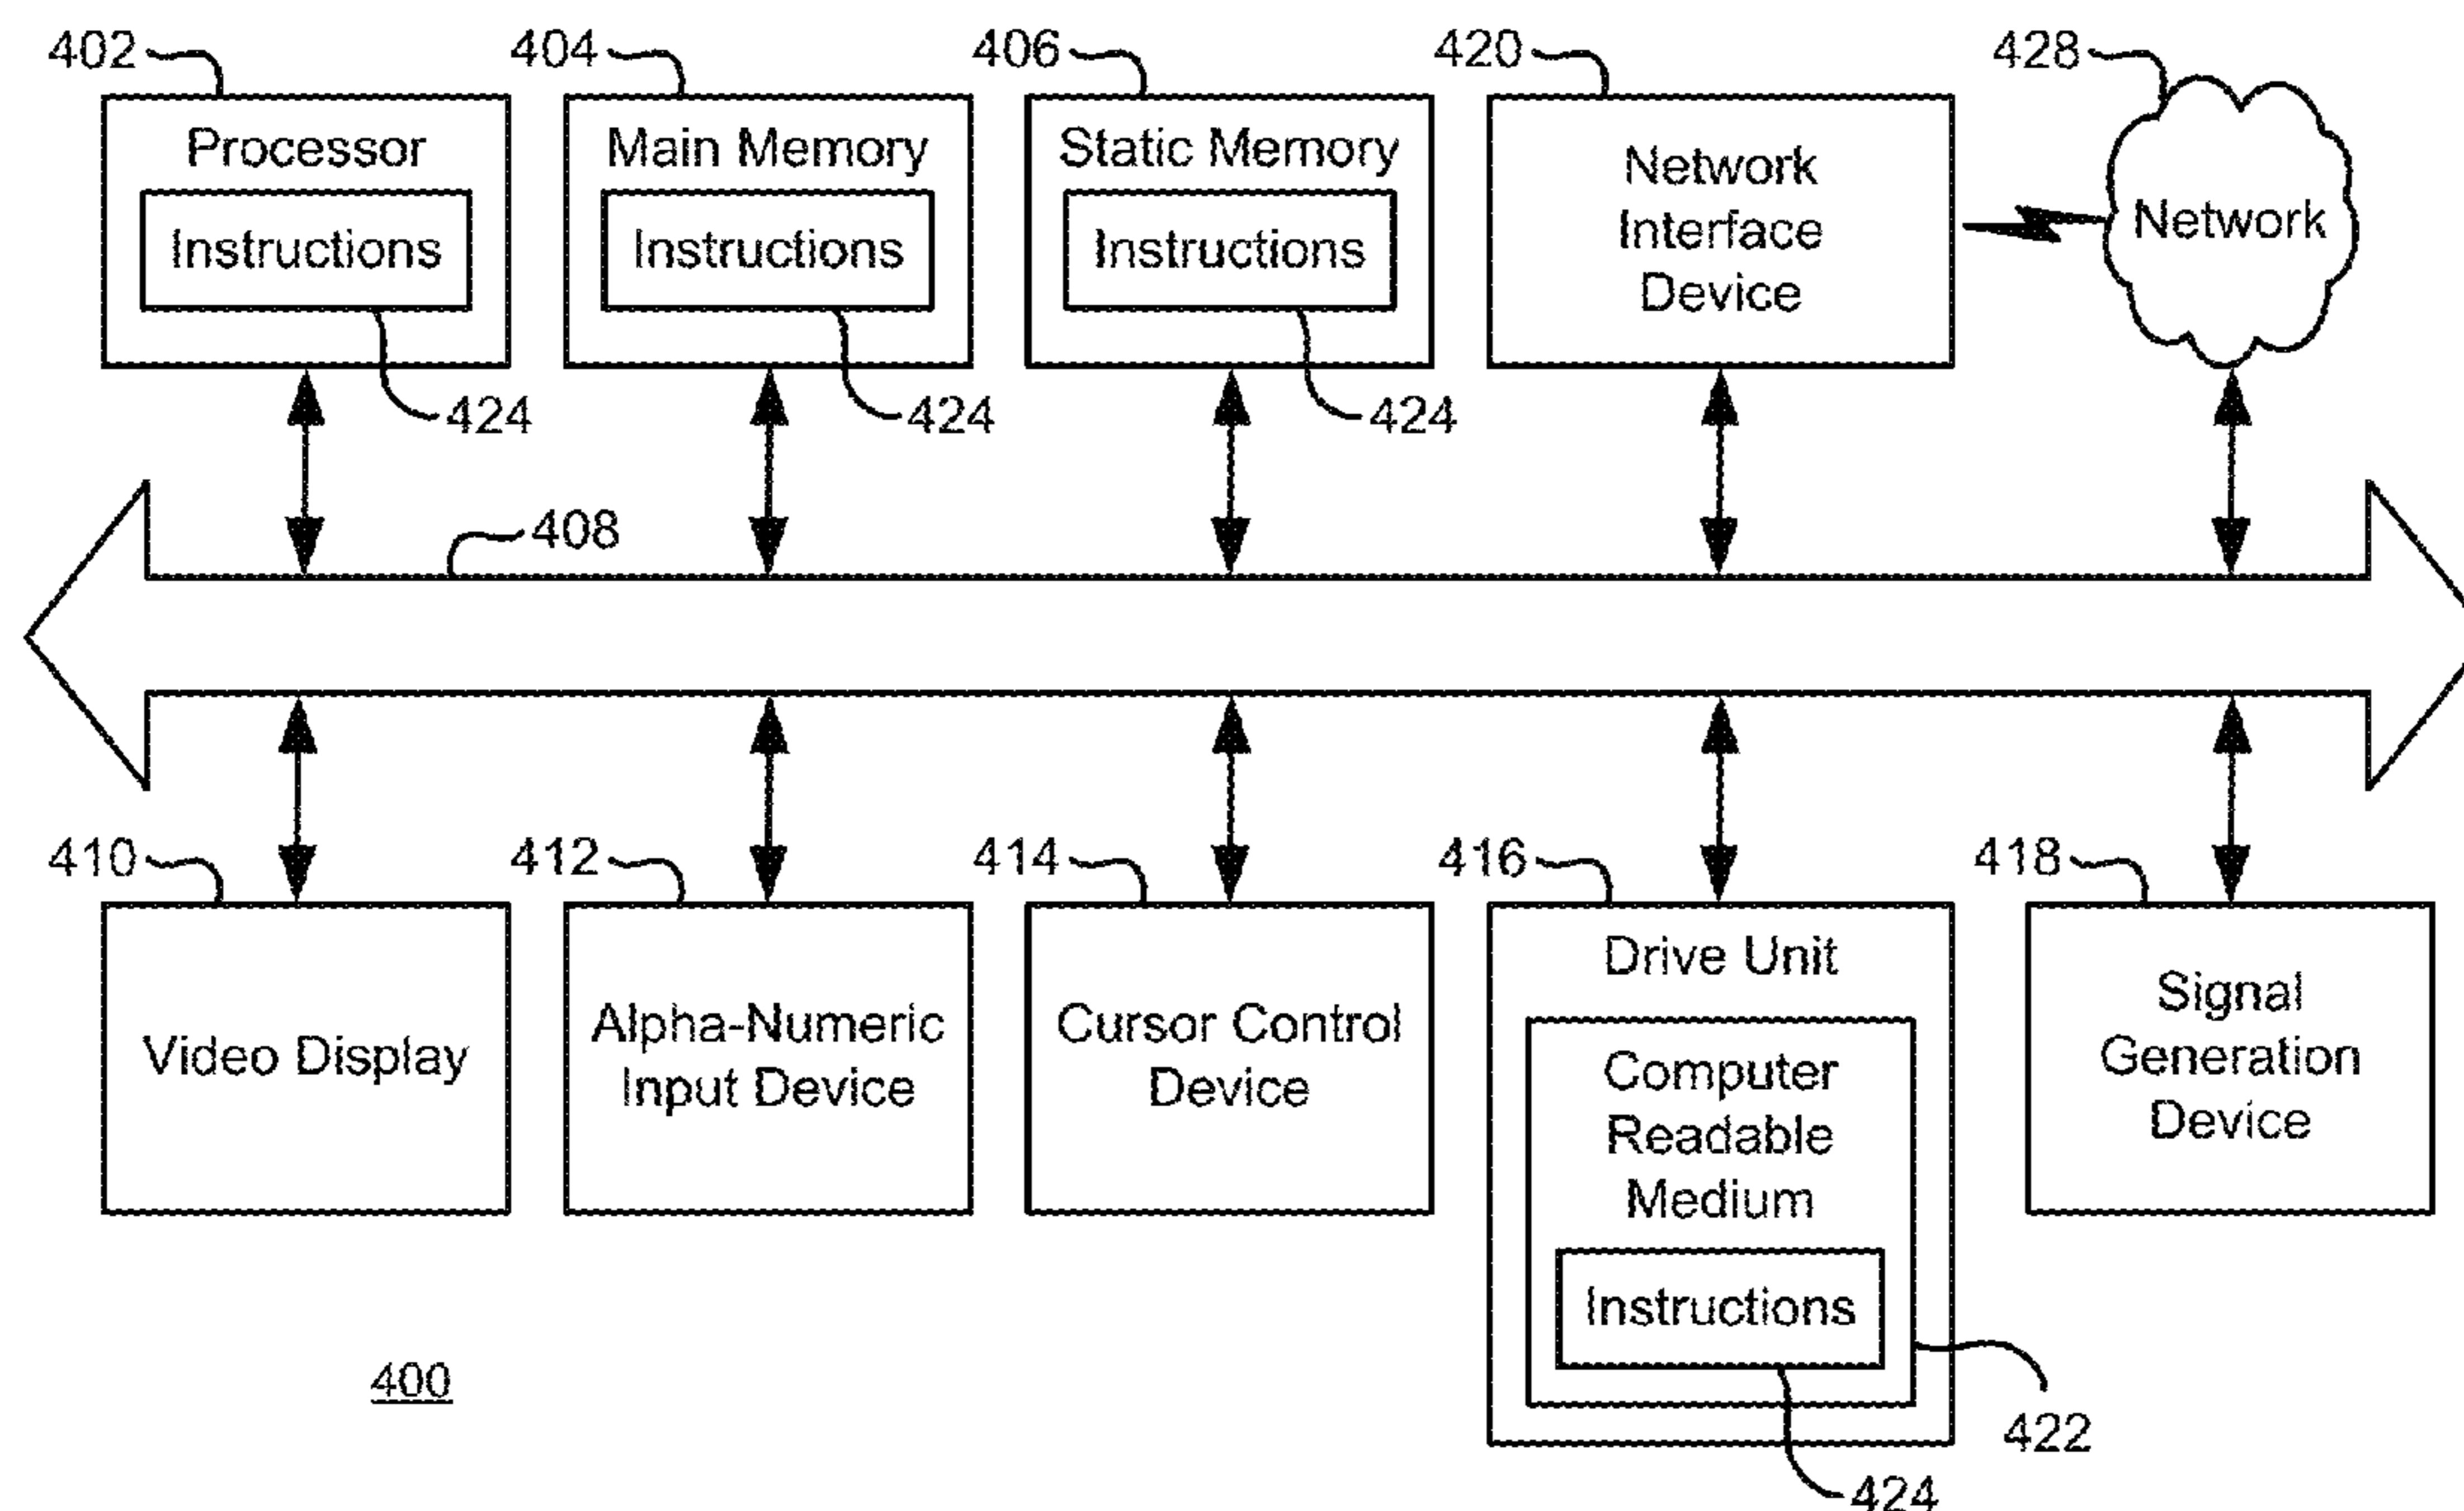 402
404
406
420
428
Processor
Instructions
424
Main Memory
Instructions
424
Static Memory
Instructions
424
Network
Interface
Device
Network
408
410
412
414
416
418
Video Display
Alpha-Numeric
Input Device
Cursor Control
Device
Drive Unit
Computer
Readable
Medium
Instructions
Signal
Generation
Device
400
422
424